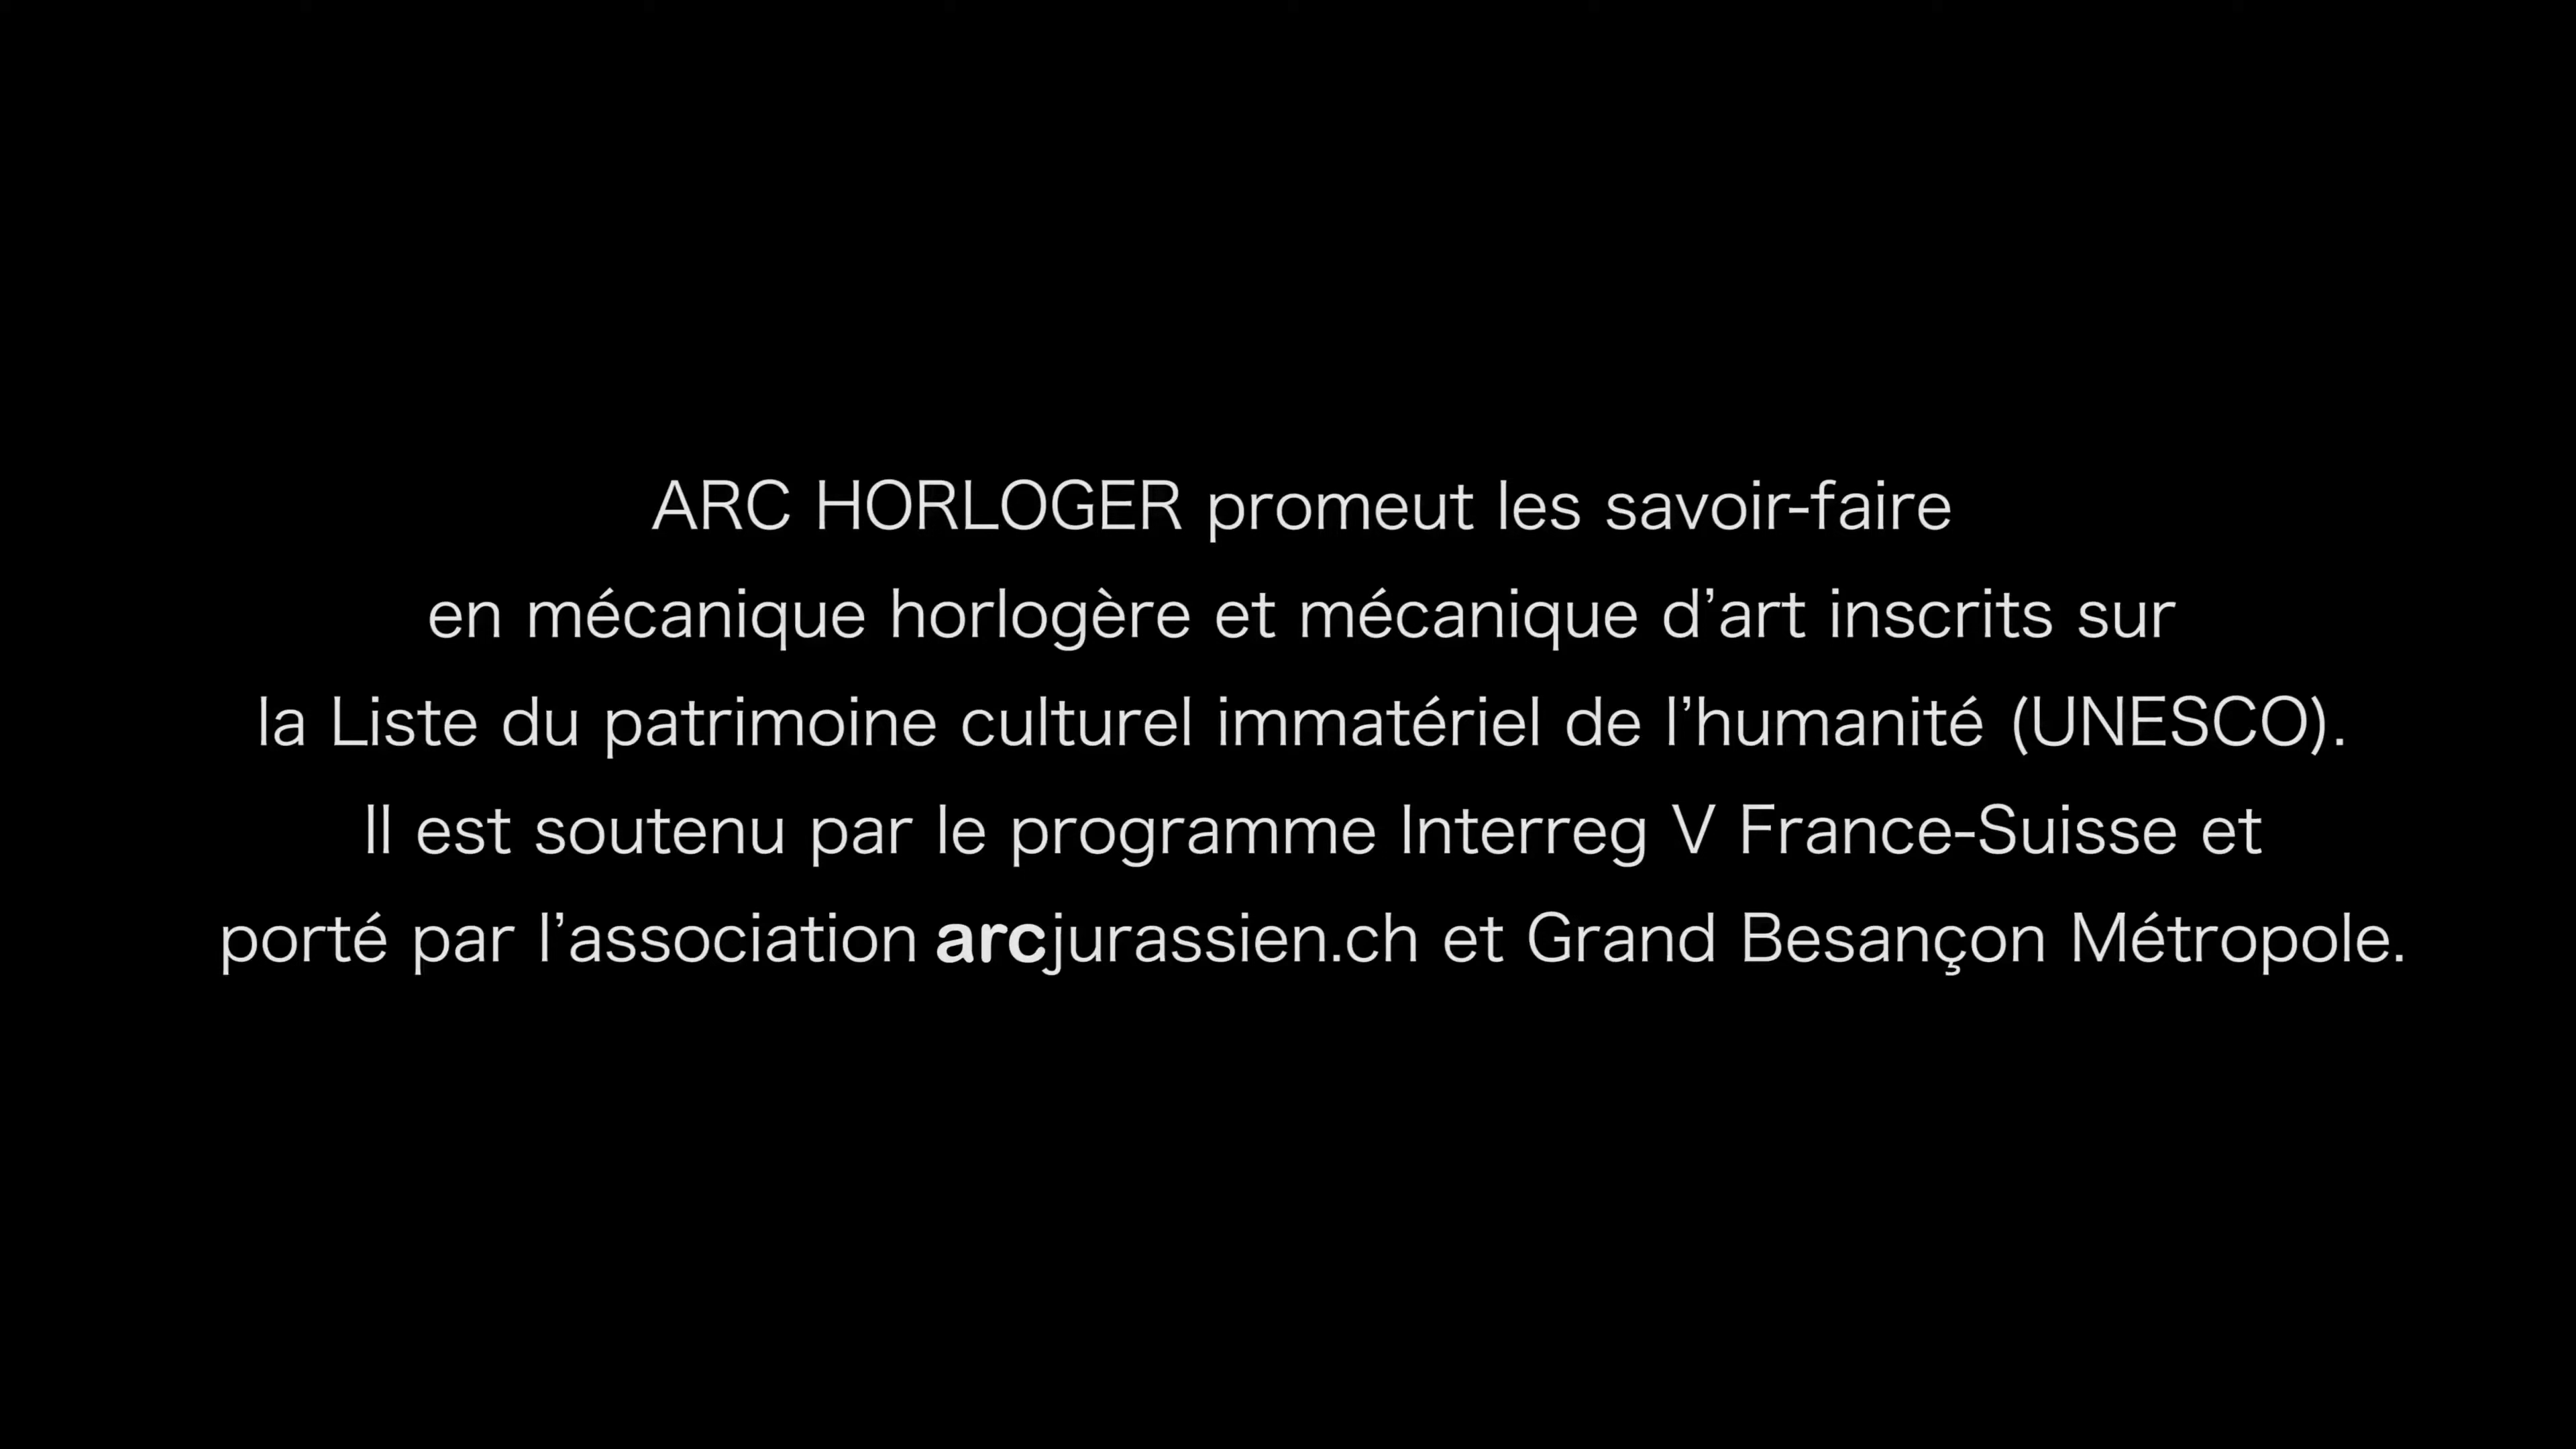 ARC HORLOGER promeut les savoir-faire
en mécanique horlogère et mécanique d’art inscrits sur
la Liste du patrimoine culturel immatériel de l’humanité (UNESCO).
Il est soutenu par le programme Interreg V France-Suisse et
porté par l’association arcjurassien.ch et Grand Besançon Métropole.